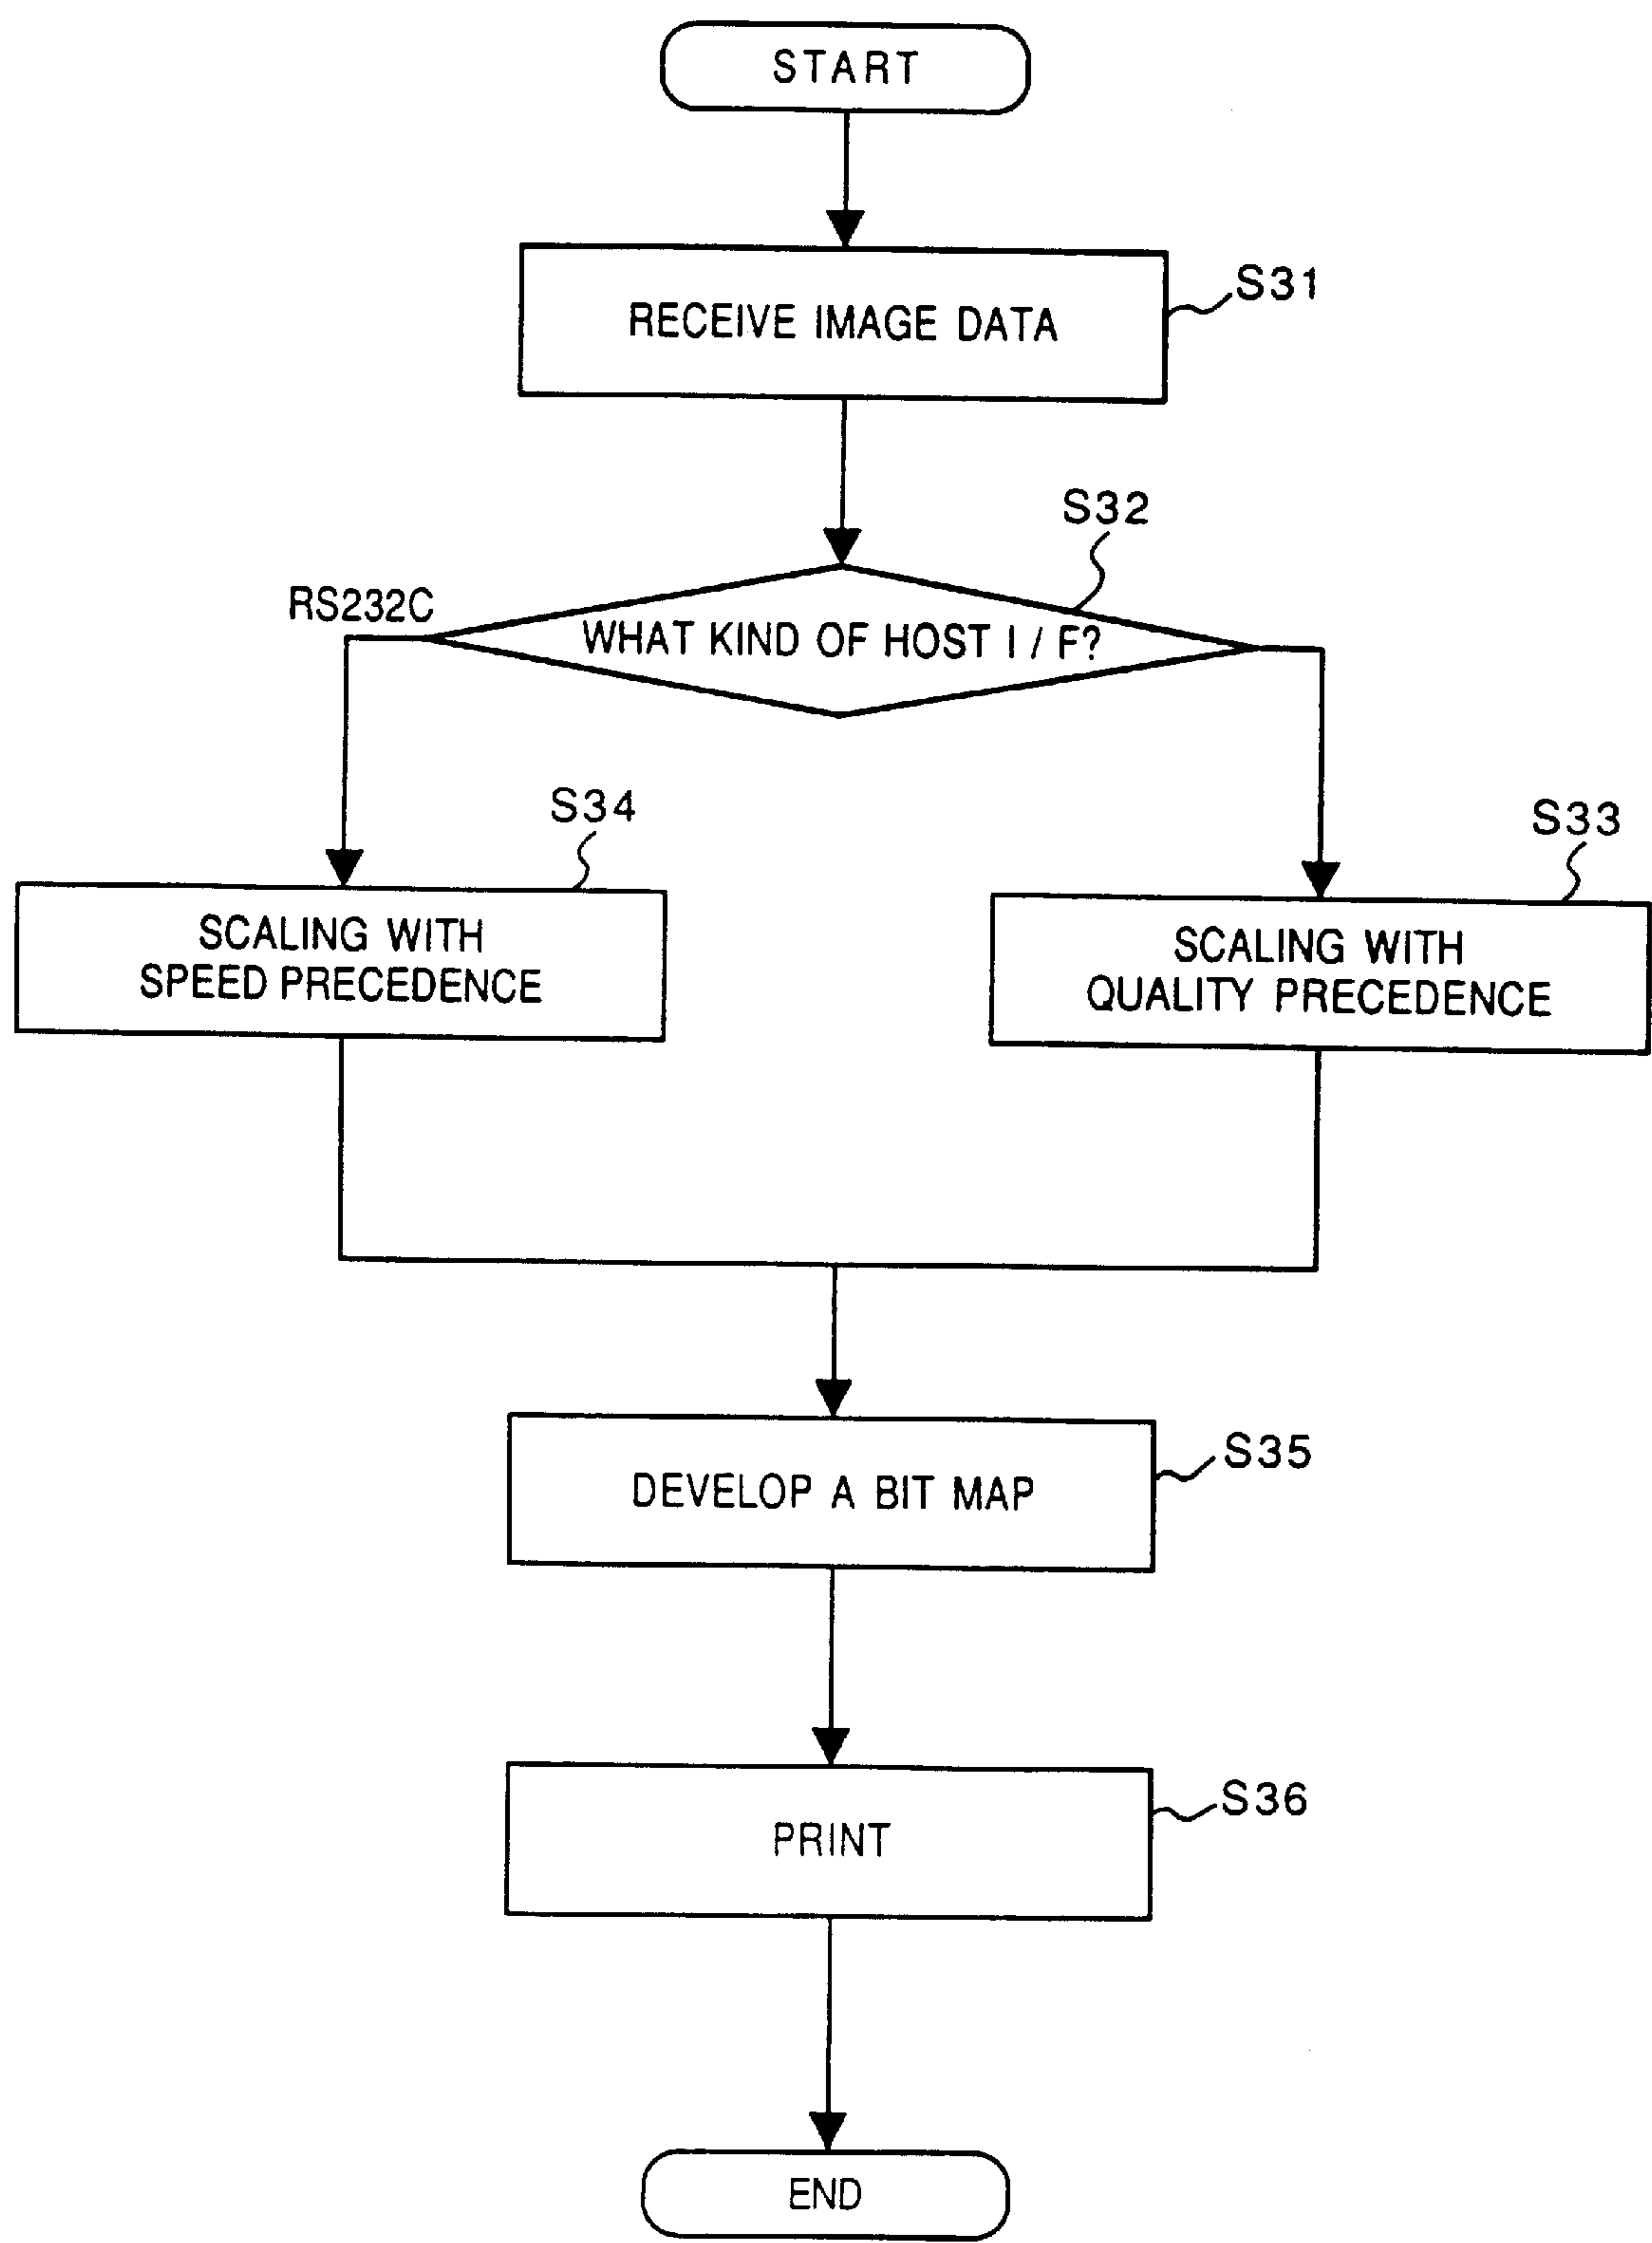 START
RECEIVE IMAGE DATA
S31
S32
RS232C
WHAT KIND OF HOST I / F?
S34
S33
SCALING WITH
SPEED PRECEDENCE
SCALING WITH
QUALITY PRECEDENCE
DEVELOP A BIT MAP
S35
PRINT
S36
END